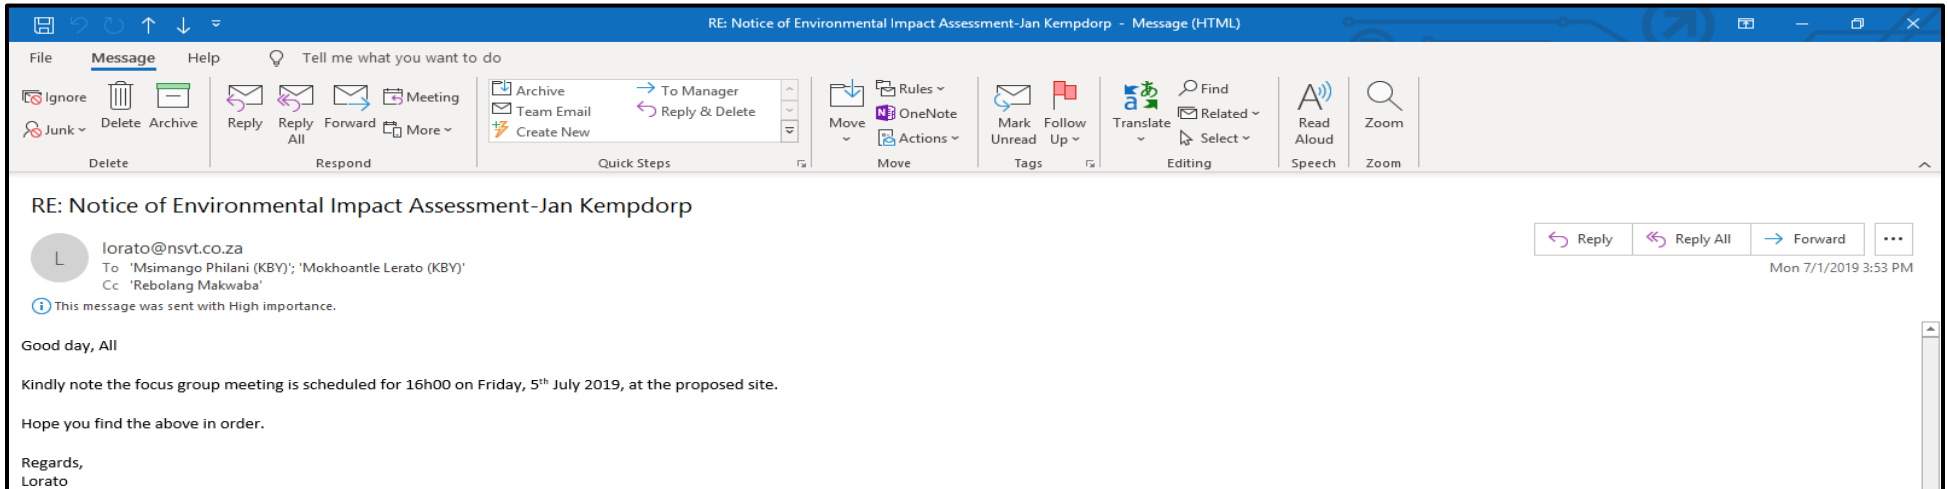 RE: Notice of Environmental Impact Assessment-Jan Kempdorp - Message (HTML)
File Message Help Tell me what you want to do
Ignore
Junk
Delete Archive
Delete
Reply Reply All Forward
Meeting
More
Respond
Archive To Manager
Team Email Reply & Delete
Create New
Quick Steps
Move
Rules
OneNote
Actions
Move
Mark Unread Follow Up
Tags
Translate
Find
Related
Select
Editing
Read Aloud
Speech
Zoom
Zoom
RE: Notice of Environmental Impact Assessment-Jan Kempdorp
L
lorato@nsvt.co.za
To 'Msimango Philani (KBY)'; 'Mokhoantle Lerato (KBY)'
Cc 'Rebolang Makwaba'
Reply Reply All Forward ...
Mon 7/1/2019 3:53 PM
This message was sent with High importance.
Good day, All
Kindly note the focus group meeting is scheduled for 16h00 on Friday, 5th July 2019, at the proposed site.
Hope you find the above in order.
Regards,
Lorato